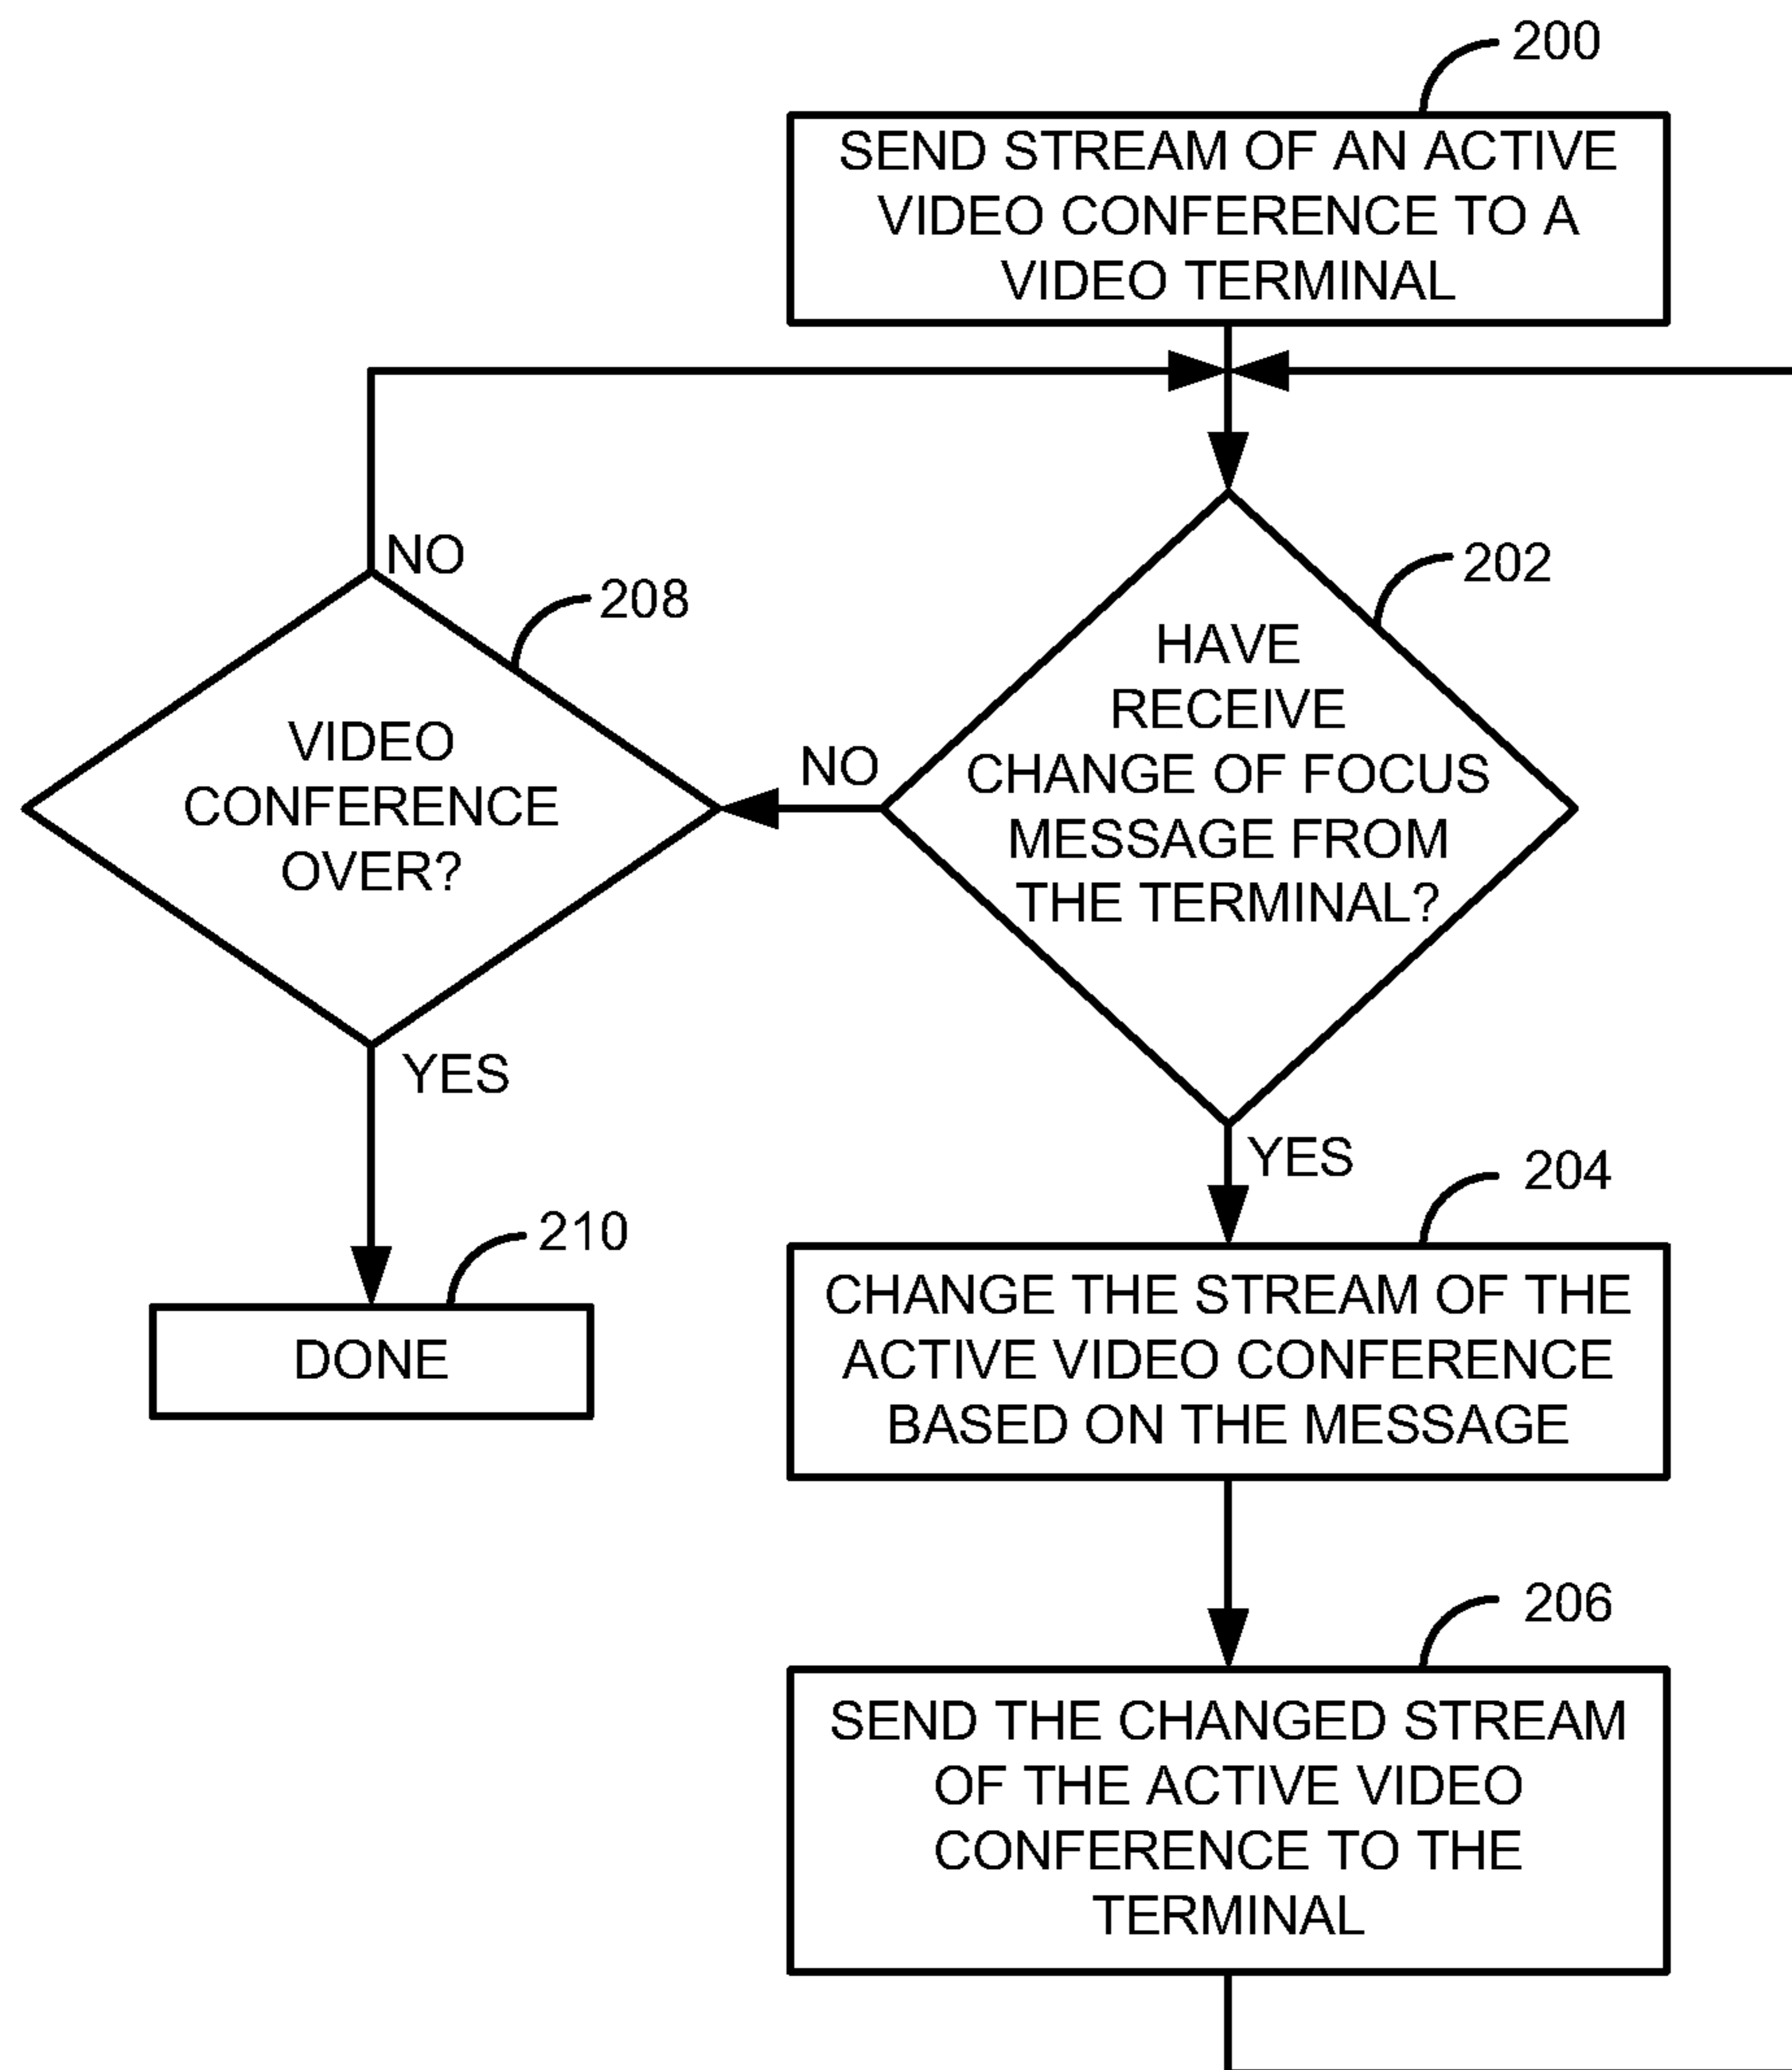 200
SEND STREAM OF AN ACTIVE
VIDEO CONFERENCE TO A
VIDEO TERMINAL
NO
208
202
HAVE
RECEIVE
CHANGE OF FOCUS
MESSAGE FROM
THE TERMINAL?
VIDEO
CONFERENCE
OVER?
NO
YES
YES
204
210
CHANGE THE STREAM OF THE
ACTIVE VIDEO CONFERENCE
BASED ON THE MESSAGE
DONE
206
SEND THE CHANGED STREAM
OF THE ACTIVE VIDEO
CONFERENCE TO THE
TERMINAL